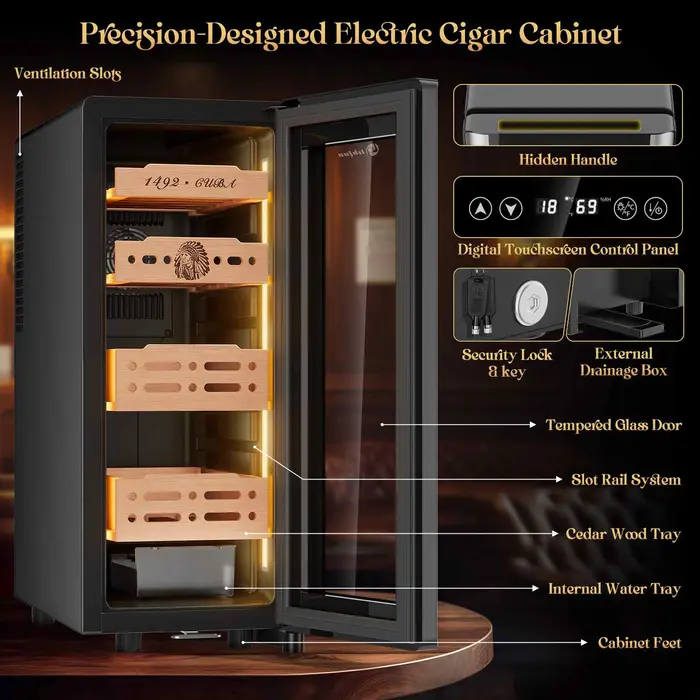 Precision-Designed Electric Cigar Cabinet
Ventilation Slots
1492 • CUBA
Hidden Handle
18 °C 69 %RH
°C
°F
Digital Touchscreen Control Panel
Security Lock
& key
External
Drainage Box
Tempered Glass Door
Slot Rail System
Cedar Wood Tray
Internal Water Tray
Cabinet Feet